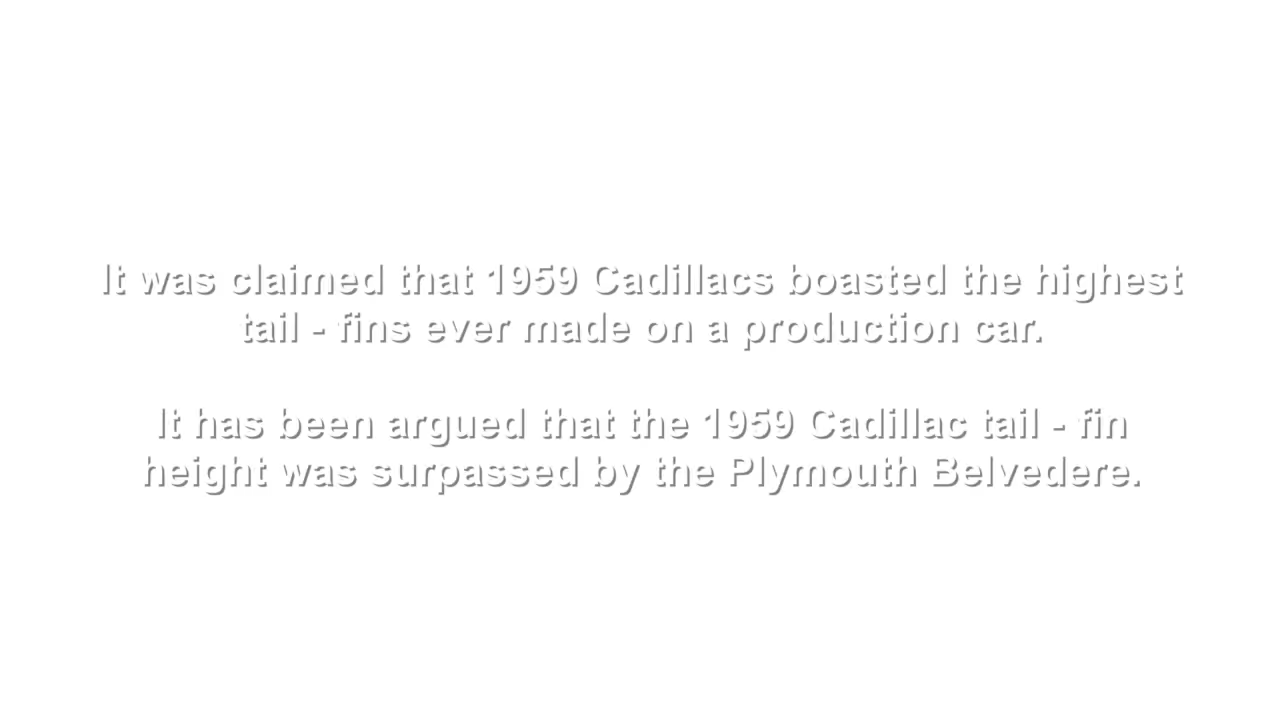 It was claimed that 1959 Cadillacs boasted the highest
tail - fins ever made on a production car.
It has been argued that the 1959 Cadillac tail - fin
height was surpassed by the Plymouth Belvedere.